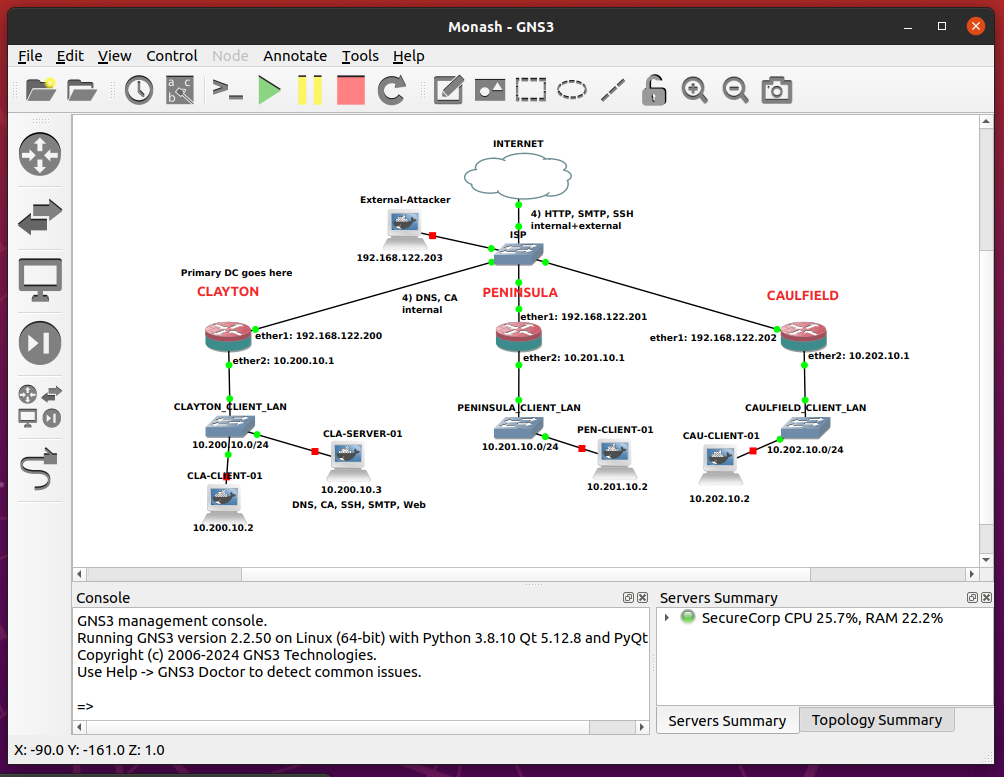 Monash - GNS3
File Edit View Control Node Annotate Tools Help
INTERNET
External-Attacker
4) HTTP, SMTP, SSH
internal+external
ISP
192.168.122.203
Primary DC goes here
CLAYTON
4) DNS, CA
internal
PENINSULA
CAULFIELD
ether1: 192.168.122.200
ether1: 192.168.122.201
ether1: 192.168.122.202
ether2: 10.200.10.1
ether2: 10.201.10.1
ether2: 10.202.10.1
CLAYTON_CLIENT_LAN
PENINSULA_CLIENT_LAN
CAULFIELD_CLIENT_LAN
10.200.10.0/24
10.201.10.0/24
10.202.10.0/24
CLA-SERVER-01
PEN-CLIENT-01
CAU-CLIENT-01
CLA-CLIENT-01
10.200.10.3
10.201.10.2
10.202.10.2
DNS, CA, SSH, SMTP, Web
10.200.10.2
Console
GNS3 management console.
Running GNS3 version 2.2.50 on Linux (64-bit) with Python 3.8.10 Qt 5.12.8 and PyQt
Copyright (c) 2006-2024 GNS3 Technologies.
Use Help -> GNS3 Doctor to detect common issues.
=>
Servers Summary
SecureCorp CPU 25.7%, RAM 22.2%
Servers Summary
Topology Summary
X: -90.0 Y: -161.0 Z: 1.0